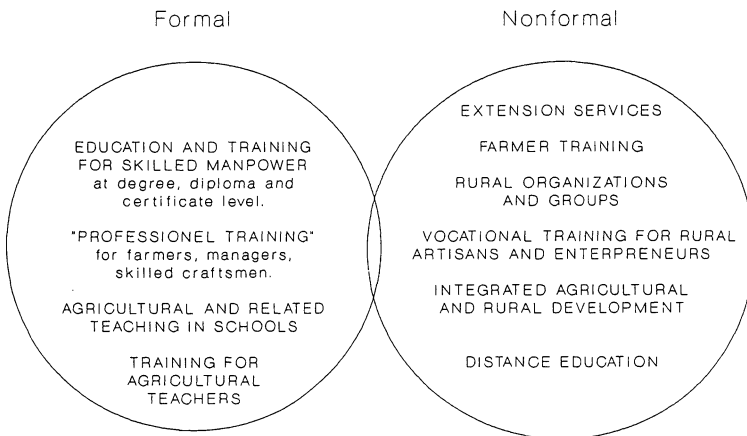 Formal
Nonformal
EDUCATION AND TRAINING
FOR SKILLED MANPOWER
at degree, diploma and
certificate level.
"PROFESSIONEL TRAINING"
for farmers, managers,
skilled craftsmen.
AGRICULTURAL AND RELATED
TEACHING IN SCHOOLS
TRAINING FOR
AGRICULTURAL
TEACHERS
EXTENSION SERVICES
FARMER TRAINING
RURAL ORGANIZATIONS
AND GROUPS
VOCATIONAL TRAINING FOR RURAL
ARTISANS AND ENTERPRENEURS
INTEGRATED AGRICULTURAL
AND RURAL DEVELOPMENT
DISTANCE EDUCATION